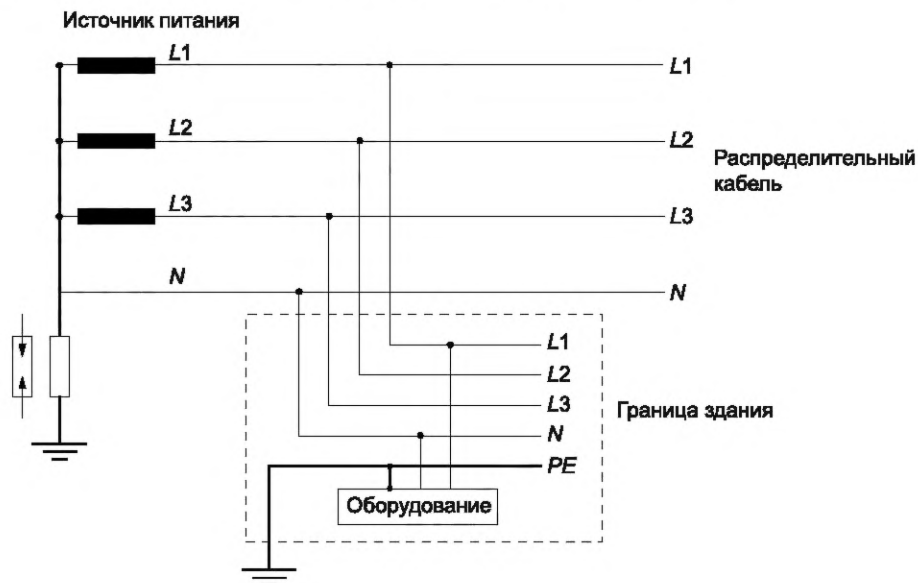 Источник питания
L1
L1
L2
L2
Распределительный
кабель
L3
L3
N
N
L1
L2
L3
Граница здания
N
PE
Оборудование